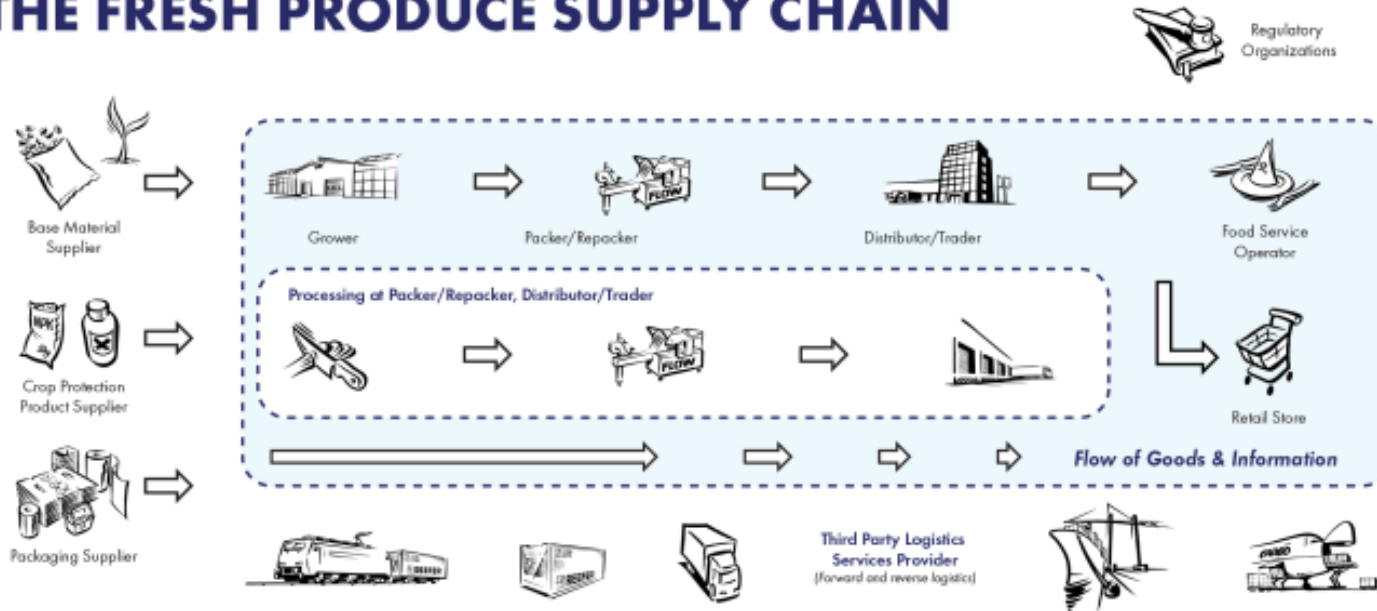 THE FRESH PRODUCE SUPPLY CHAIN
Regulatory
Organizations
Base Material
Supplier
Grower
Packer/Repacker
Distributor/Trader
Food Service
Operator
Processing at Packer/Repacker, Distributor/Trader
FLOW
FLOW
Crop Protection
Product Supplier
Retail Store
Flow of Goods & Information
Packaging Supplier
Third Party Logistics
Services Provider
(Forward and reverse logistics)